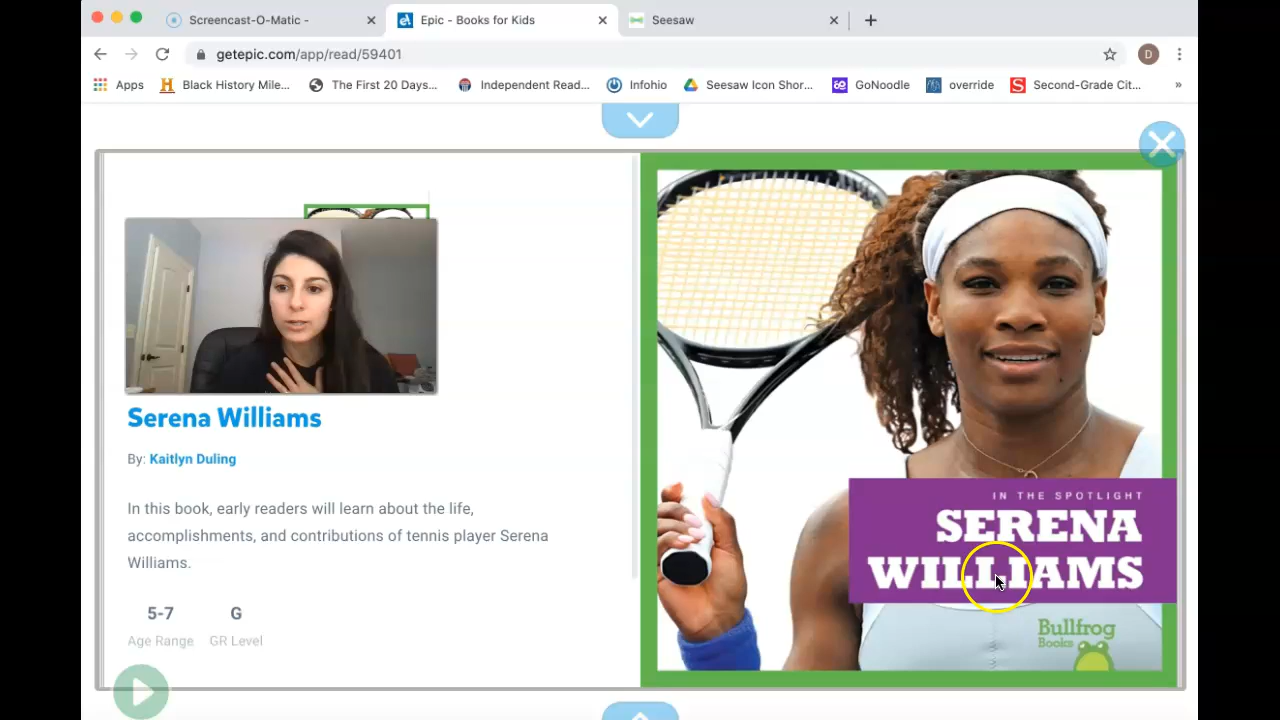 Screencast-O-Matic -
Epic - Books for Kids
Seesaw
getepic.com/app/read/59401
D
Apps
Black History Mile...
The First 20 Days...
Independent Read...
Infohio
Seesaw Icon Shor...
GoNoodle
override
Second-Grade Cit...
»
Serena Williams
By: Kaitlyn Duling
In this book, early readers will learn about the life,
accomplishments, and contributions of tennis player Serena
Williams.
5-7
G
Age Range
GR Level
IN THE SPOTLIGHT
SERENA
WILLIAMS
Bullfrog
Books